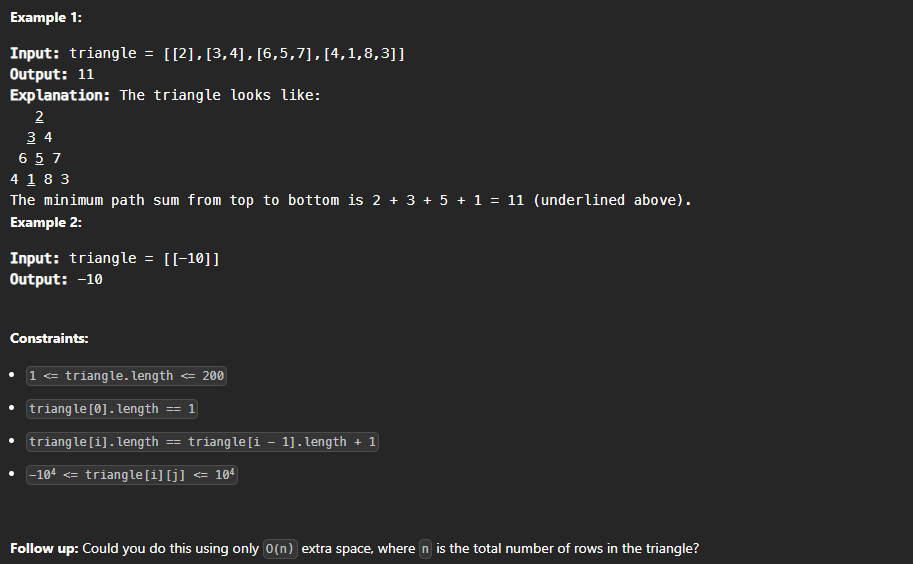 Example 1:
Input: triangle = [[2],[3,4],[6,5,7],[4,1,8,3]]
Output: 11
Explanation: The triangle looks like:
2
3 4
6 5 7
4 1 8 3
The minimum path sum from top to bottom is 2 + 3 + 5 + 1 = 11 (underlined above).
Example 2:
Input: triangle = [[-10]]
Output: -10
Constraints:
• 1 <= triangle.length <= 200
• triangle[0].length == 1
• triangle[i].length == triangle[i - 1].length + 1
• -10⁴ <= triangle[i][j] <= 10⁴
Follow up: Could you do this using only O(n) extra space, where n is the total number of rows in the triangle?